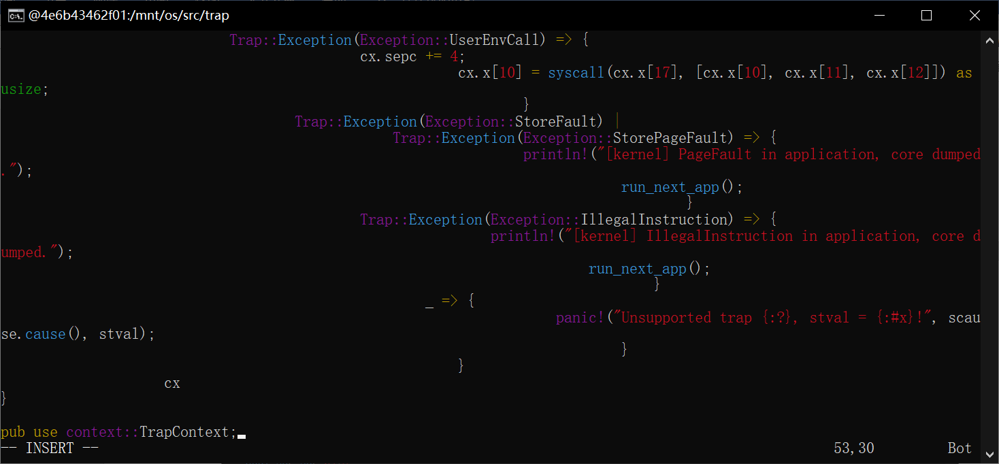 @4e6b43462f01:/mnt/os/src/trap
Trap::Exception(Exception::UserEnvCall) => {
cx.sepc += 4;
cx.x[10] = syscall(cx.x[17], [cx.x[10], cx.x[11], cx.x[12]]) as
usize;
}
Trap::Exception(Exception::StoreFault) |
Trap::Exception(Exception::StorePageFault) => {
println!("[kernel] PageFault in application, core dumped
.");
run_next_app();
}
Trap::Exception(Exception::IllegalInstruction) => {
println!("[kernel] IllegalInstruction in application, core d
umped.");
run_next_app();
}
_ => {
panic!("Unsupported trap {:?}, stval = {:#x}!", scau
se.cause(), stval);
}
}
cx
}
pub use context::TrapContext;
-- INSERT -- 53,30 Bot